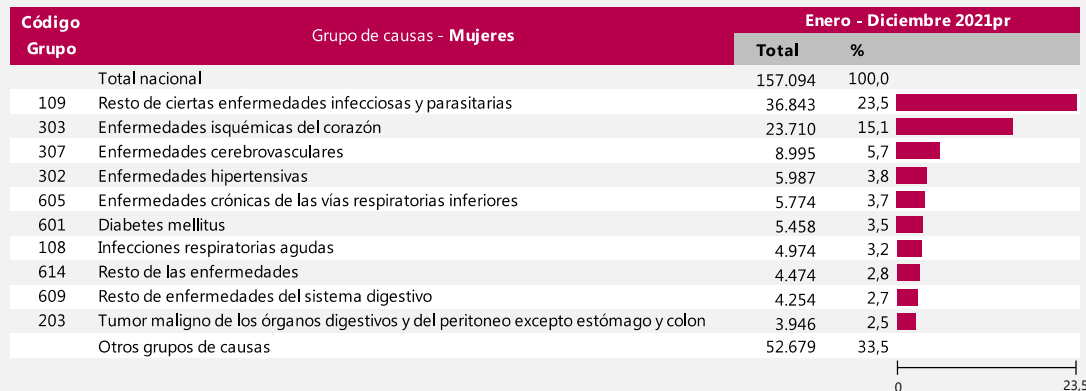 Código Grupo Grupo de causas - Mujeres Enero - Diciembre 2021pr
Total %
Total nacional 157.094 100,0
109 Resto de ciertas enfermedades infecciosas y parasitarias 36.843 23,5
303 Enfermedades isquémicas del corazón 23.710 15,1
307 Enfermedades cerebrovasculares 8.995 5,7
302 Enfermedades hipertensivas 5.987 3,8
605 Enfermedades crónicas de las vías respiratorias inferiores 5.774 3,7
601 Diabetes mellitus 5.458 3,5
108 Infecciones respiratorias agudas 4.974 3,2
614 Resto de las enfermedades 4.474 2,8
609 Resto de enfermedades del sistema digestivo 4.254 2,7
203 Tumor maligno de los órganos digestivos y del peritoneo excepto estómago y colon 3.946 2,5
Otros grupos de causas 52.679 33,5
0 23,5